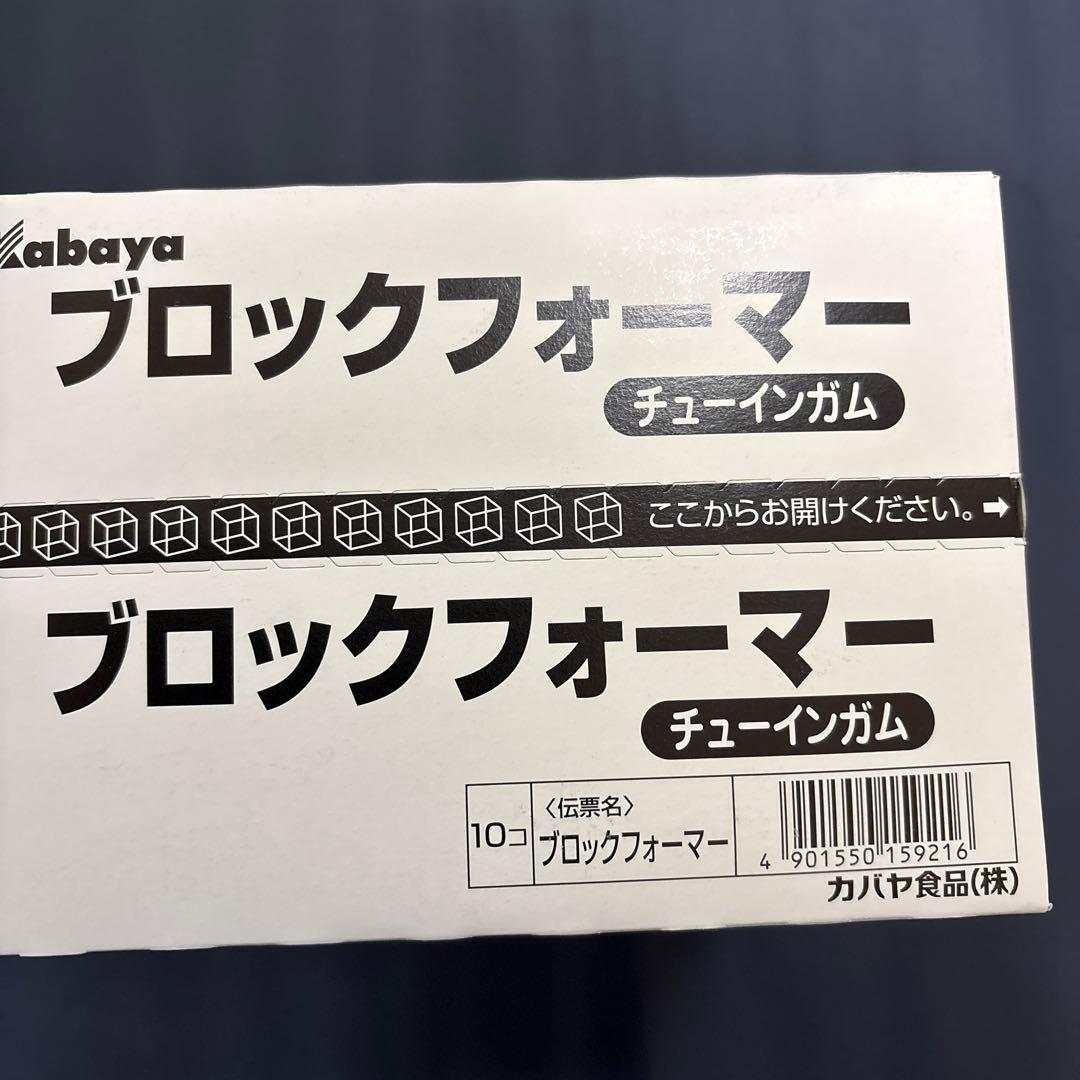 Kabaya
ブロックフォーマー
チューインガム
ここからお開けください。➡
ブロックフォーマー
チューインガム
10コ
〈伝票名〉
ブロックフォーマー
4 901550 159216
カバヤ食品(株)